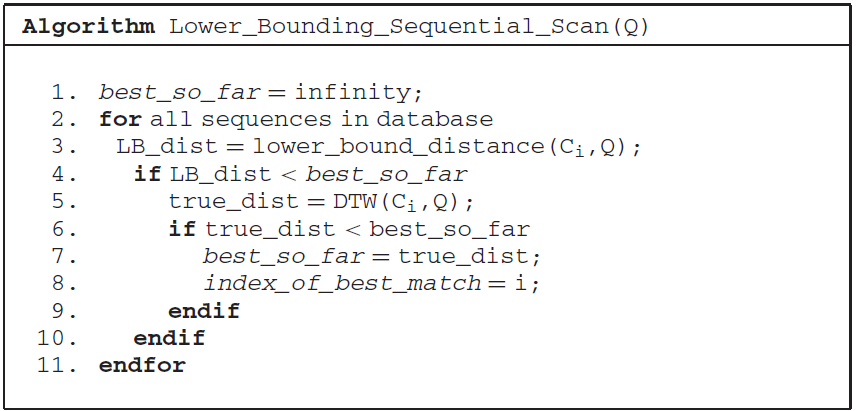 Algorithm Lower_Bounding_Sequential_Scan(Q)
1. best_so_far = infinity;
2. for all sequences in database
3. LB_dist = lower_bound_distance(Cᵢ,Q);
4. if LB_dist < best_so_far
5. true_dist = DTW(Cᵢ,Q);
6. if true_dist < best_so_far
7. best_so_far = true_dist;
8. index_of_best_match = i;
9. endif
10. endif
11. endfor